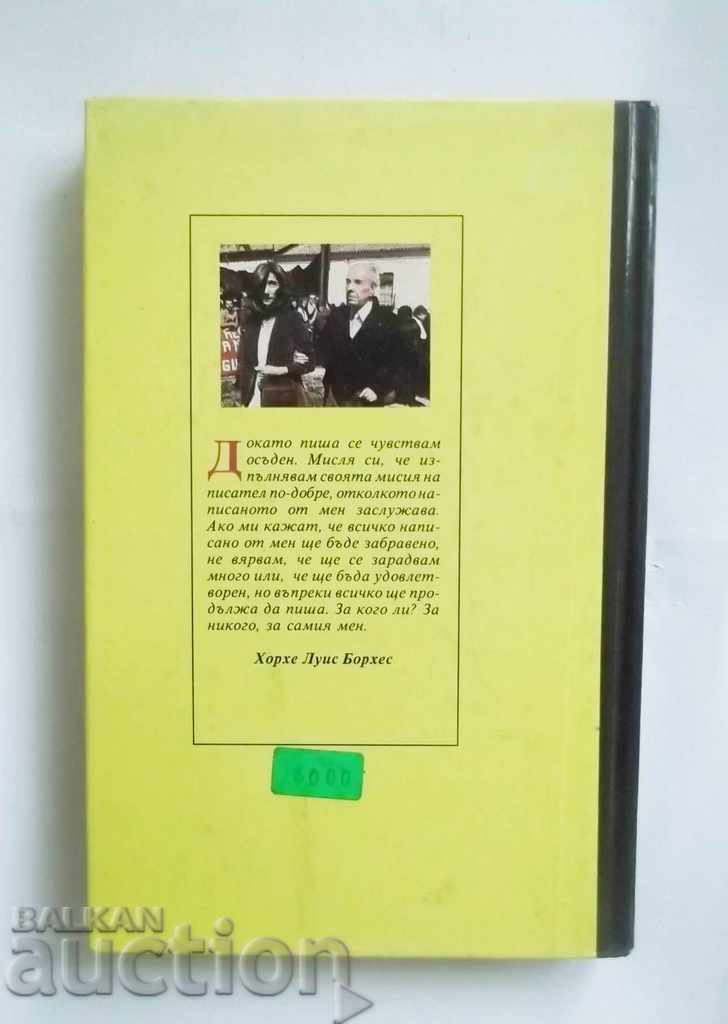 Докато пиша се чувствам
осъден. Мисля си, че из-
пълнявам своята мисия на
писател по-добре, отколкото на-
писаното от мен заслужава.
Ако ми кажат, че всичко напи-
сано от мен ще бъде забравено,
не вярвам, че ще се зарадвам
много или, че ще бъда удовлет-
ворен, но въпреки всичко ще про-
дължа да пиша. За кого ли? За
никого, за самия мен.
Хорхе Луис Борхес
6000
BALKAN
auction